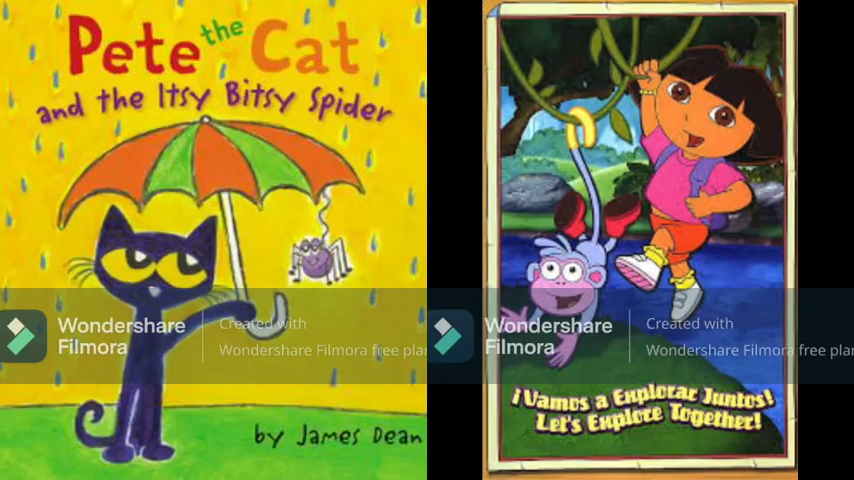 Pete the Cat
and the Itsy Bitsy Spider
Wondershare
Filmora
Created with
Wondershare Filmora free plan
by James Dean
Wondershare
Filmora
Created with
Wondershare Filmora free plan
¡Vamos a Explorar Juntos!
Let's Explore Together!